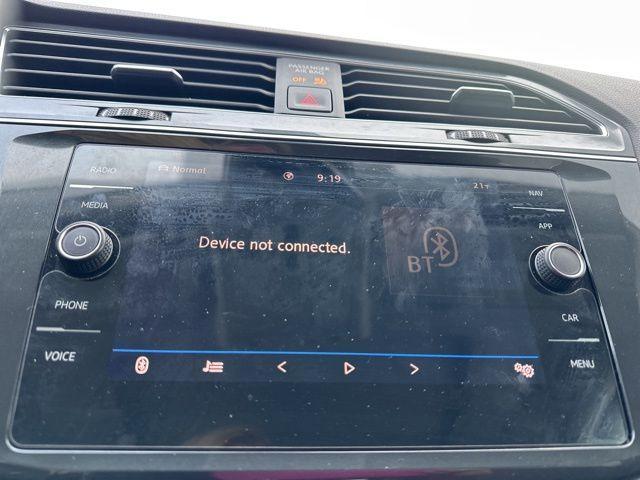 PASSENGER
AIR BAG
OFF
RADIO
Normal
9:19
21
NAV
MEDIA
APP
Device not connected.
BT
PHONE
CAR
VOICE
MENU